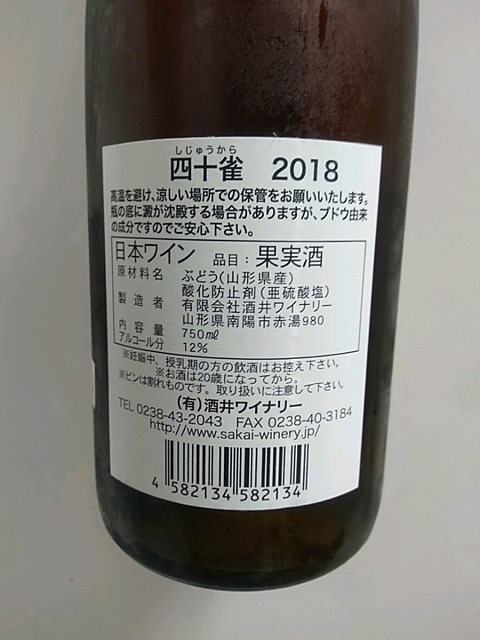 しじゅうから
四十雀 2018
高温を避け、涼しい場所での保管をお願いいたします。
瓶の底に澱が沈殿する場合がありますが、ブドウ由来
の成分ですのでご安心下さい。
日本ワイン 品目：果実酒
原材料名 ぶどう(山形県産)
酸化防止剤(亜硫酸塩)
製造者 有限会社酒井ワイナリー
山形県南陽市赤湯980
内容量 750㎖
アルコール分 12%
※妊娠中、授乳期の方の飲酒はお控え下さい。
※お酒は20歳になってから。
※ビンは割れものです。取り扱いに注意して下さい。
(有)酒井ワイナリー
TEL 0238-43-2043 FAX 0238-40-3184
http://www.sakai-winery.jp/
4 582134 582134